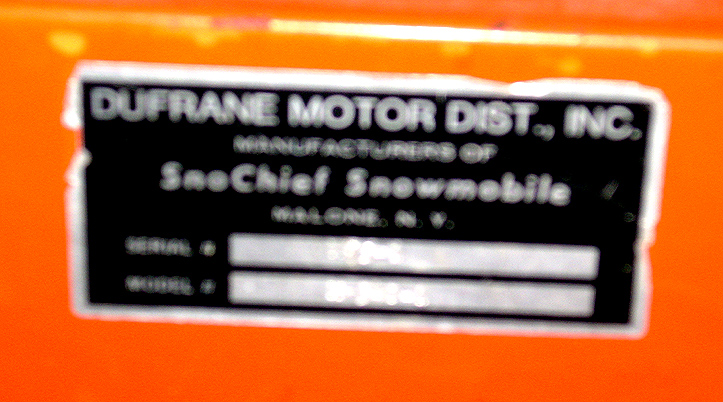 DUFRANE MOTOR DIST., INC.
MANUFACTURERS OF
SnoChief Snowmobile
MALONE, N. Y.
SERIAL #
MODEL #